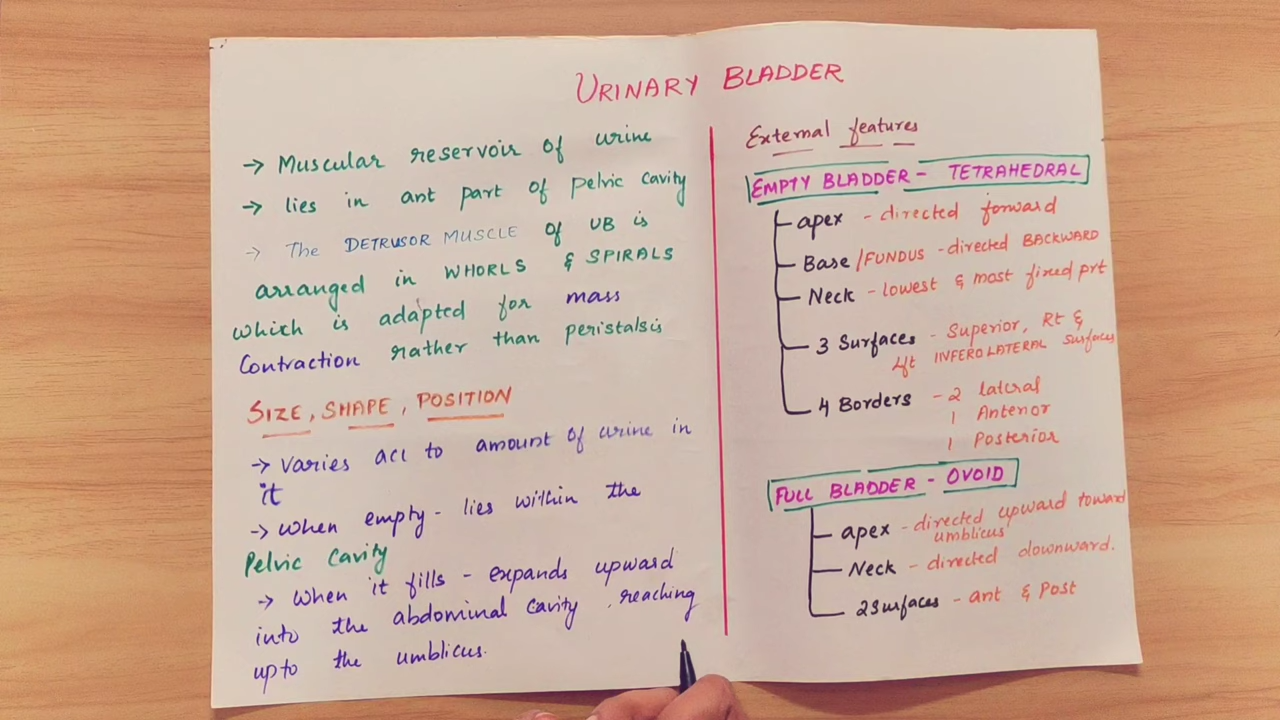 URINARY BLADDER
→ Muscular reservoir of urine
→ lies in ant part of pelvic cavity
→ The DETRUSOR MUSCLE of UB is
arranged in WHORLS & SPIRALS
which is adapted for mass
Contraction rather than peristalsis
SIZE, SHAPE, POSITION
→ varies acc to amount of urine in
it
→ when empty - lies within the
Pelvic cavity
→ when it fills - expands upward
into the abdominal cavity, reaching
upto the umblicus.
External features
EMPTY BLADDER - TETRAHEDRAL
apex - directed forward
Base/FUNDUS - directed BACKWARD
Neck - lowest & most fixed prt
3 Surfaces - Superior, Rt &
lft INFEROLATERAL surfaces
4 Borders - 2 lateral
1 Anterior
1 Posterior
FULL BLADDER - OVOID
apex - directed upward toward
umblicus
Neck - directed downward.
2 Surfaces - ant & Post